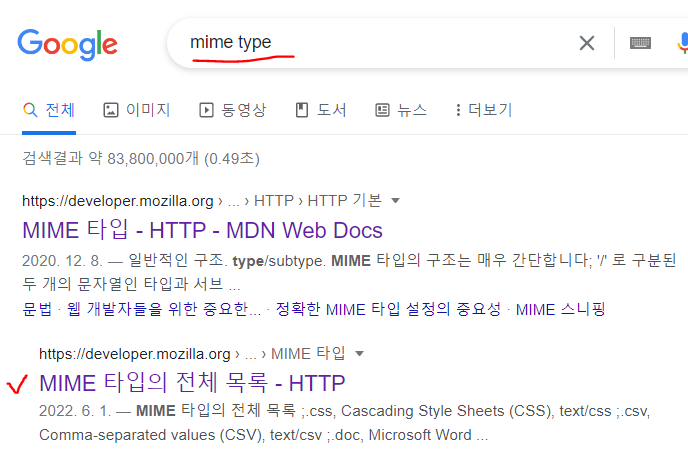 Google
mime type
전체
이미지
동영상
도서
뉴스
더보기
검색결과 약 83,800,000개 (0.49초)
https://developer.mozilla.org › ... › HTTP › HTTP 기본
MIME 타입 - HTTP - MDN Web Docs
2020. 12. 8. — 일반적인 구조. type/subtype. MIME 타입의 구조는 매우 간단합니다; '/' 로 구분된
두 개의 문자열인 타입과 서브 ...
문법 · 웹 개발자들을 위한 중요한... · 정확한 MIME 타입 설정의 중요성 · MIME 스니핑
https://developer.mozilla.org › ... › MIME 타입
MIME 타입의 전체 목록 - HTTP
2022. 6. 1. — MIME 타입의 전체 목록 ;.css, Cascading Style Sheets (CSS), text/css ;.csv,
Comma-separated values (CSV), text/csv ;.doc, Microsoft Word ...